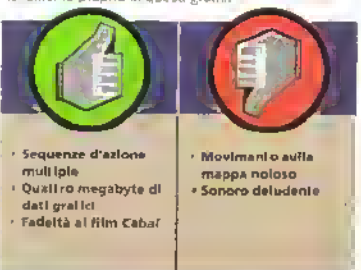 • Sequenze d'azione
multiple
• Quattro megabyte di
dati grafici
• Fedeltà al film Cabal
• Movimento sulla
mappa noioso
• Sonoro deludente